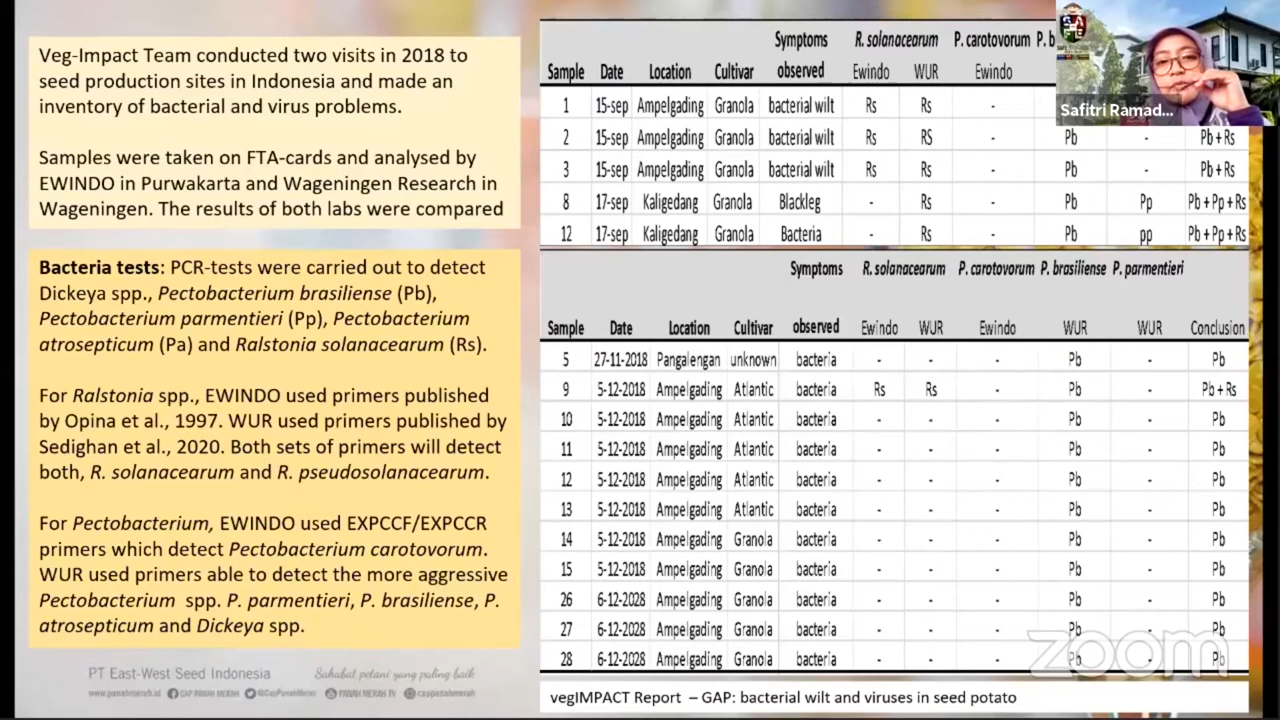 Veg-Impact Team conducted two visits in 2018 to
seed production sites in Indonesia and made an
inventory of bacterial and virus problems.
Samples were taken on FTA-cards and analysed by
EWINDO in Purwakarta and Wageningen Research in
Wageningen. The results of both labs were compared
Bacteria tests: PCR-tests were carried out to detect
Dickeya spp., Pectobacterium brasiliense (Pb),
Pectobacterium parmentieri (Pp), Pectobacterium
atrosepticum (Pa) and Ralstonia solanacearum (Rs).
For Ralstonia spp., EWINDO used primers published
by Opina et al., 1997. WUR used primers published by
Sedighan et al., 2020. Both sets of primers will detect
both, R. solanacearum and R. pseudosolanacearum.
For Pectobacterium, EWINDO used EXPCCF/EXPCCR
primers which detect Pectobacterium carotovorum.
WUR used primers able to detect the more aggressive
Pectobacterium spp. P. parmentieri, P. brasiliense, P.
atrosepticum and Dickeya spp.
PT East-West Seed Indonesia Sahabat petani yang paling baik
www.panahmerah.id CAP PANAH MERAH @CapPanahMerah PANAH MERAH TV cappanahmerah
Symptoms R. solanacearum P. carotovorum P. b
Sample Date Location Cultivar observed Ewindo WUR Ewindo
1 15-sep Ampelgading Granola bacterial wilt Rs Rs -
2 15-sep Ampelgading Granola bacterial wilt Rs RS - Pb - Pb + Rs
3 15-sep Ampelgading Granola bacterial wilt Rs Rs - Pb - Pb + Rs
8 17-sep Kaligedang Granola Blackleg - Rs - Pb Pp Pb + Pp + Rs
12 17-sep Kaligedang Granola Bacteria - Rs - Pb pp Pb + Pp + Rs
Symptoms R. solanacearum P. carotovorum P. brasiliense P. parmentieri
Sample Date Location Cultivar observed Ewindo WUR Ewindo WUR WUR Conclusion
5 27-11-2018 Pangalengan unknown bacteria - - - Pb - Pb
9 5-12-2018 Ampelgading Atlantic bacteria Rs Rs - Pb - Pb + Rs
10 5-12-2018 Ampelgading Atlantic bacteria - - - Pb - Pb
11 5-12-2018 Ampelgading Atlantic bacteria - - - Pb - Pb
12 5-12-2018 Ampelgading Atlantic bacteria - - - Pb - Pb
13 5-12-2018 Ampelgading Atlantic bacteria - - - Pb - Pb
14 5-12-2018 Ampelgading Granola bacteria - - - Pb - Pb
15 5-12-2018 Ampelgading Granola bacteria - - - Pb - Pb
26 6-12-2028 Ampelgading Granola bacteria - - - Pb - Pb
27 6-12-2028 Ampelgading Granola bacteria - - - Pb - Pb
28 6-12-2028 Ampelgading Granola bacteria - - - Pb - Pb
vegIMPACT Report – GAP: bacterial wilt and viruses in seed potato
Safitri Ramad...
zoom